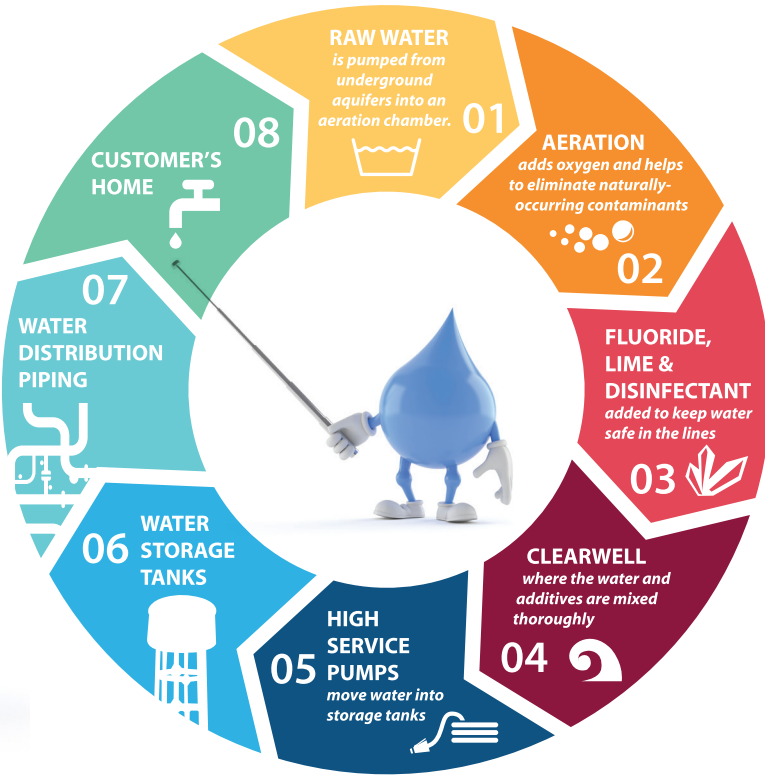 RAW WATER
is pumped from
underground
aquifers into an
aeration chamber.
01
AERATION
adds oxygen and helps
to eliminate naturally-
occurring contaminants
02
FLUORIDE,
LIME &
DISINFECTANT
added to keep water
safe in the lines
03
CLEARWELL
where the water and
additives are mixed
thoroughly
04
HIGH
SERVICE
PUMPS
05
move water into
storage tanks
WATER
STORAGE
TANKS
06
07
WATER
DISTRIBUTION
PIPING
08
CUSTOMER'S
HOME